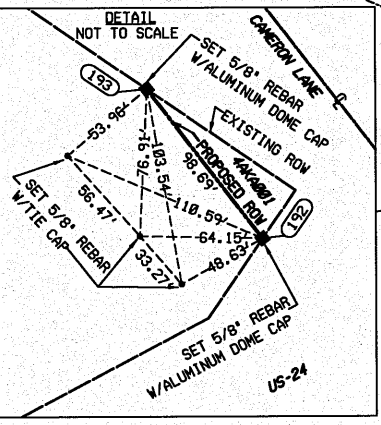 DETAIL
NOT TO SCALE
CAMERON LANE
℄
193
SET 5/8" REBAR
W/ALUMINUM DOME CAP
EXISTING ROW
4AKA001
PROPOSED ROW
98.69'
53.96'
76.97'
103.54'
56.47'
110.59'
64.15'
33.27'
48.63'
192
SET 5/8" REBAR
W/TIE CAP
SET 5/8" REBAR
W/ALUMINUM DOME CAP
US-24